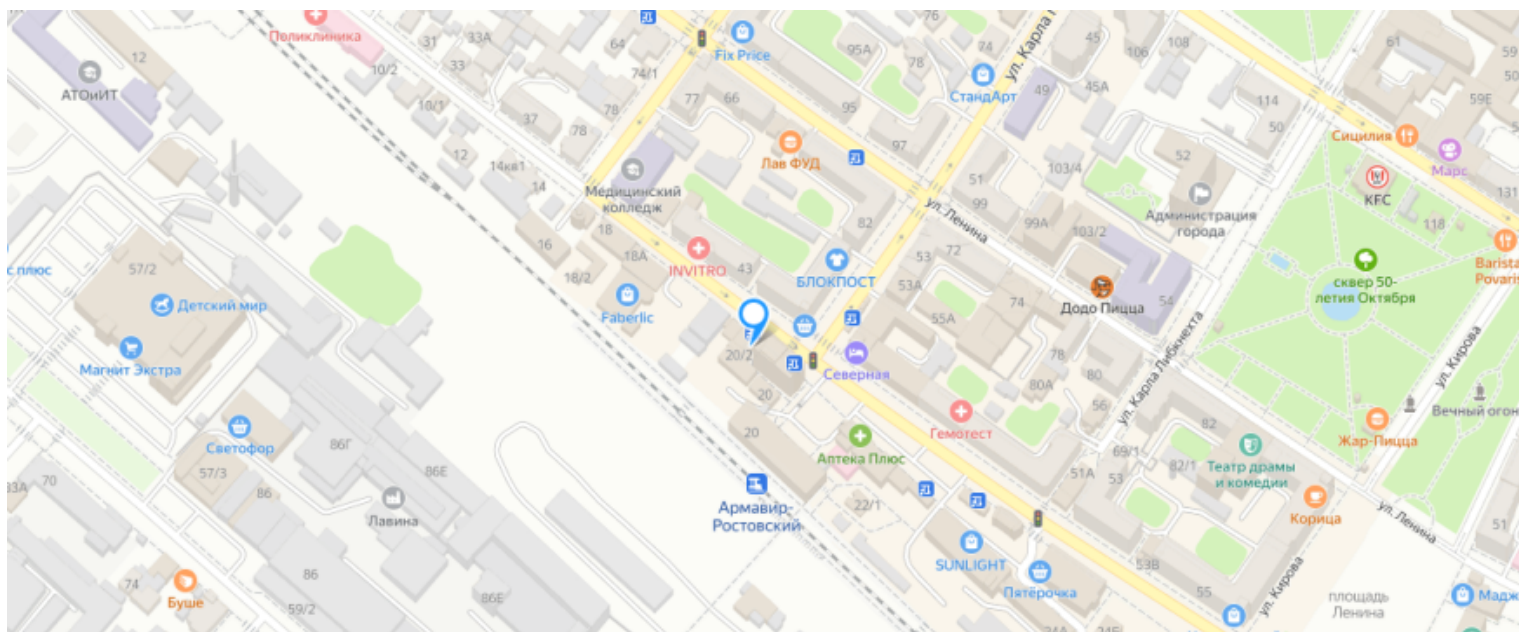 Поликлиника
12
АТОиИТ
31
33А
64
10/2
33
74/1
10/1
37
78
78
12
14кв1
14
Fix Price
95А
76
78
74
45
ул. Карла
106
108
СтандАрт
49
45А
77
66
95
97
Лав ФУД
61
59
59Е
50
114
50
Сицилия
Марс
KFC
131
118
Медицинский
колледж
82
51
99
103/4
52
Администрация
города
99А
103/2
ул. Ленина
16
18
18А
18/2
INVITRO
43
БЛОКПОСТ
53
72
53А
74
54
Додо Пицца
сквер 50-
летия Октября
Barista
Povaris
с плюс
57/2
Детский мир
Магнит Экстра
Faberlic
55А
78
80А
80
56
ул. Карла Либкнехта
ул. Кирова
20/2
20
Северная
20
Гемотест
Аптека Плюс
51А
69/1
53
82
82/1
Театр драмы
и комедии
Жар-Пицца
Вечный огон
Светофор
57/3
86Г
86Е
86
70
33А
Лавина
Армавир-
Ростовский
22/1
Корица
ул. Ленина
51
SUNLIGHT
Пятёрочка
53В
55
ул. Кирова
площадь
Ленина
Мадж
74
Буше
86
59/2
86Е
24А
24Б